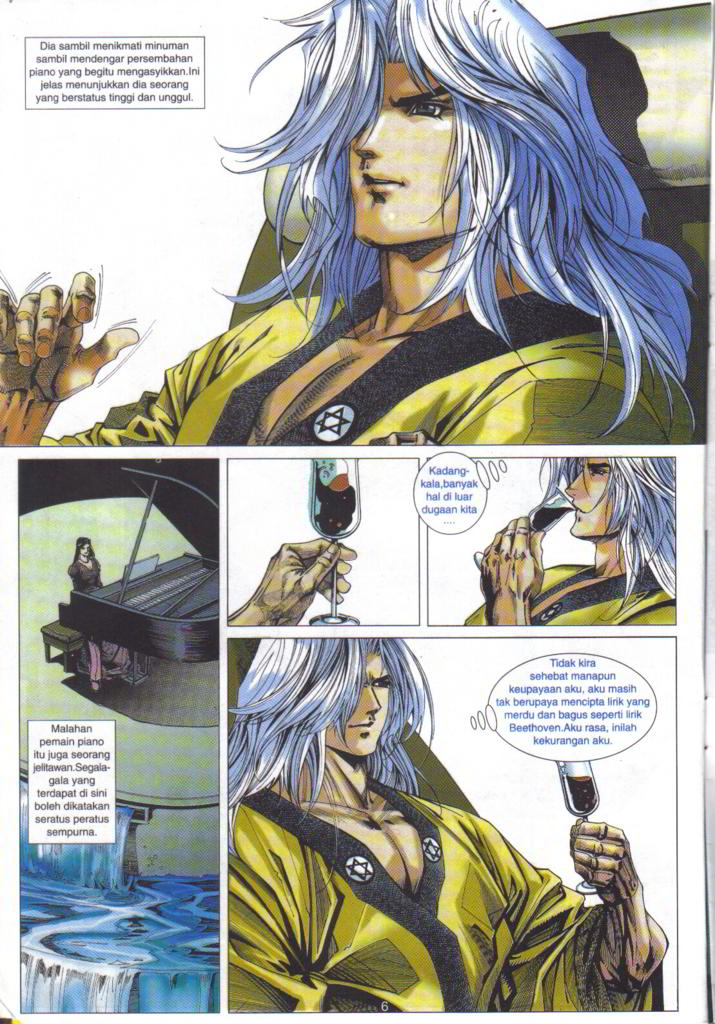 Dia sambil menikmati minuman
sambil mendengar persembahan
piano yang begitu mengasyikkan.Ini
jelas menunjukkan dia seorang
yang berstatus tinggi dan unggul.
Kadang-
kala,banyak
hal di luar
dugaan kita
....
Malahan
pemain piano
itu juga seorang
jelitawan.Segala-
gala yang
terdapat di sini
boleh dikatakan
seratus peratus
sempurna.
Tidak kira
sehebat manapun
keupayaan aku, aku masih
tak berupaya mencipta lirik yang
merdu dan bagus seperti lirik
Beethoven.Aku rasa, inilah
kekurangan aku.
6